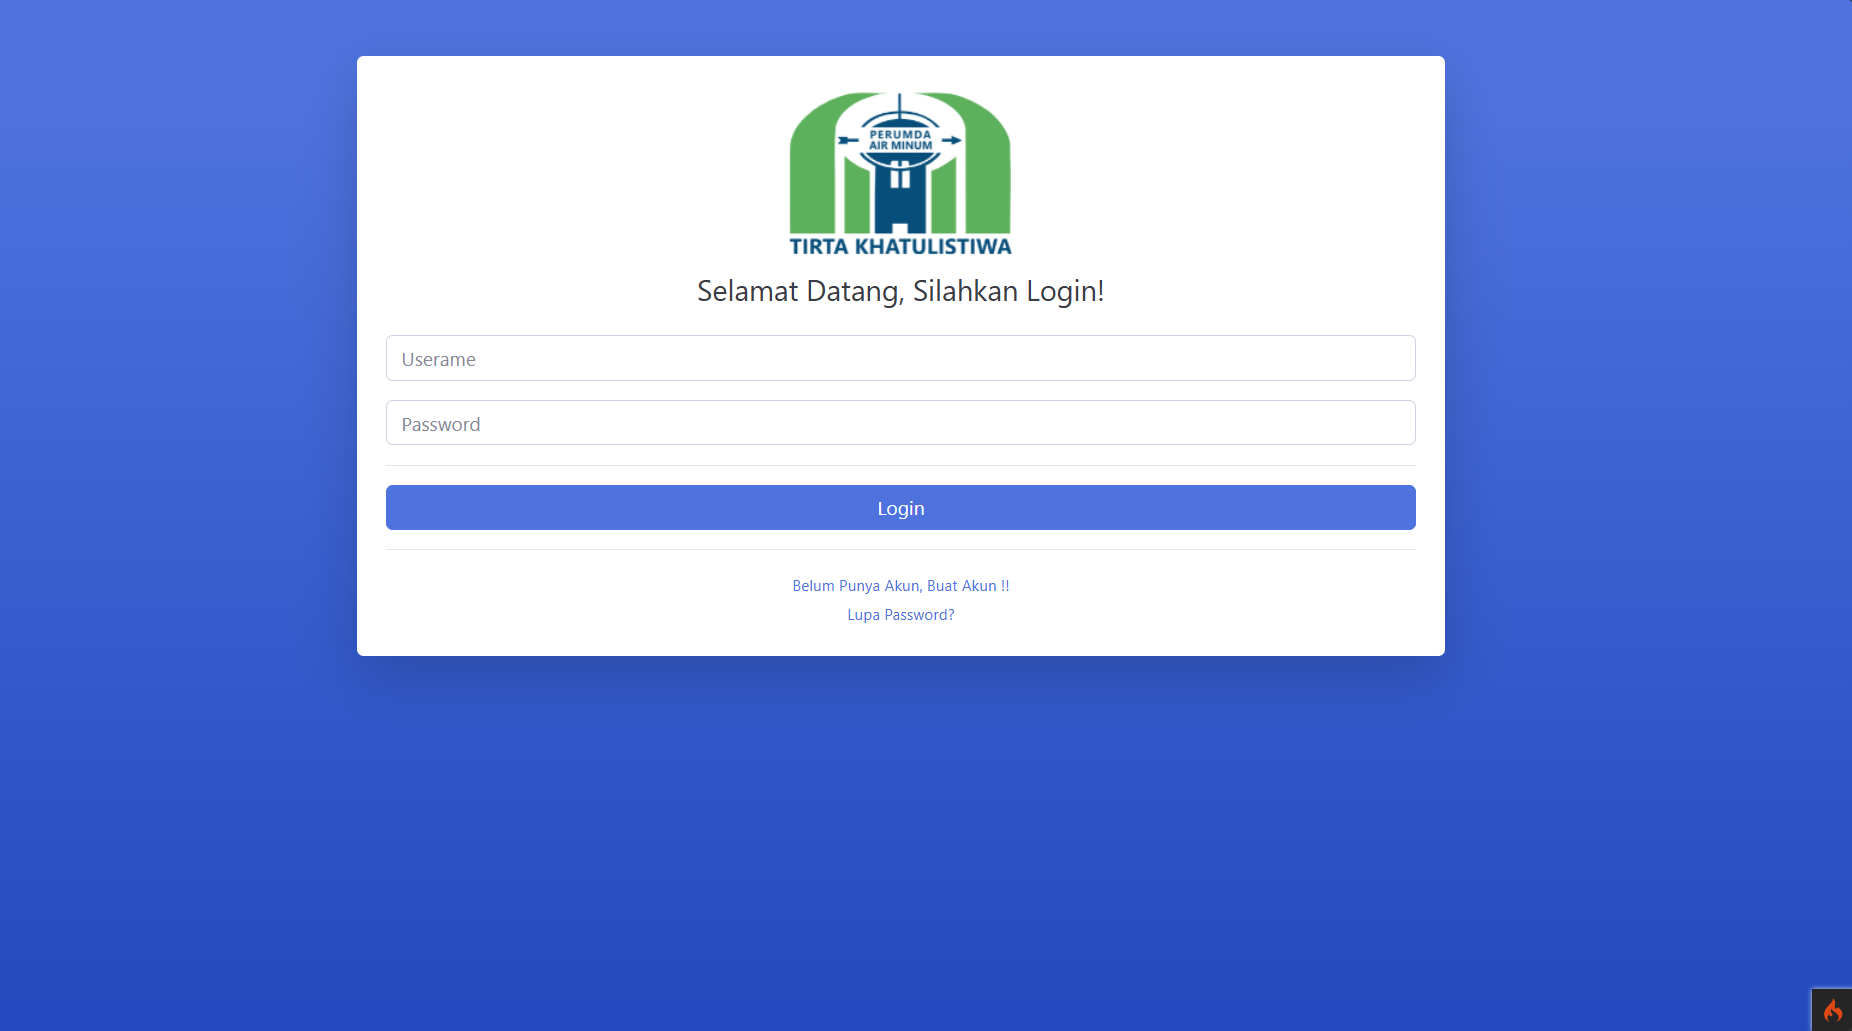 PERUMDA
AIR MINUM
TIRTA KHATULISTIWA
Selamat Datang, Silahkan Login!
Userame
Password
Login
Belum Punya Akun, Buat Akun !!
Lupa Password?